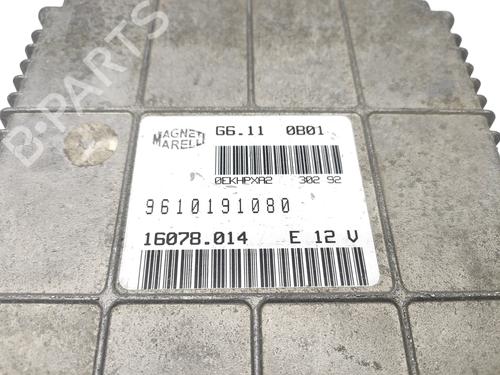 B-PARTS
MAGNETI MARELLI
G6.11 0B01
0EKHPXA2 302 92
9610191080
16078.014 E 12 V